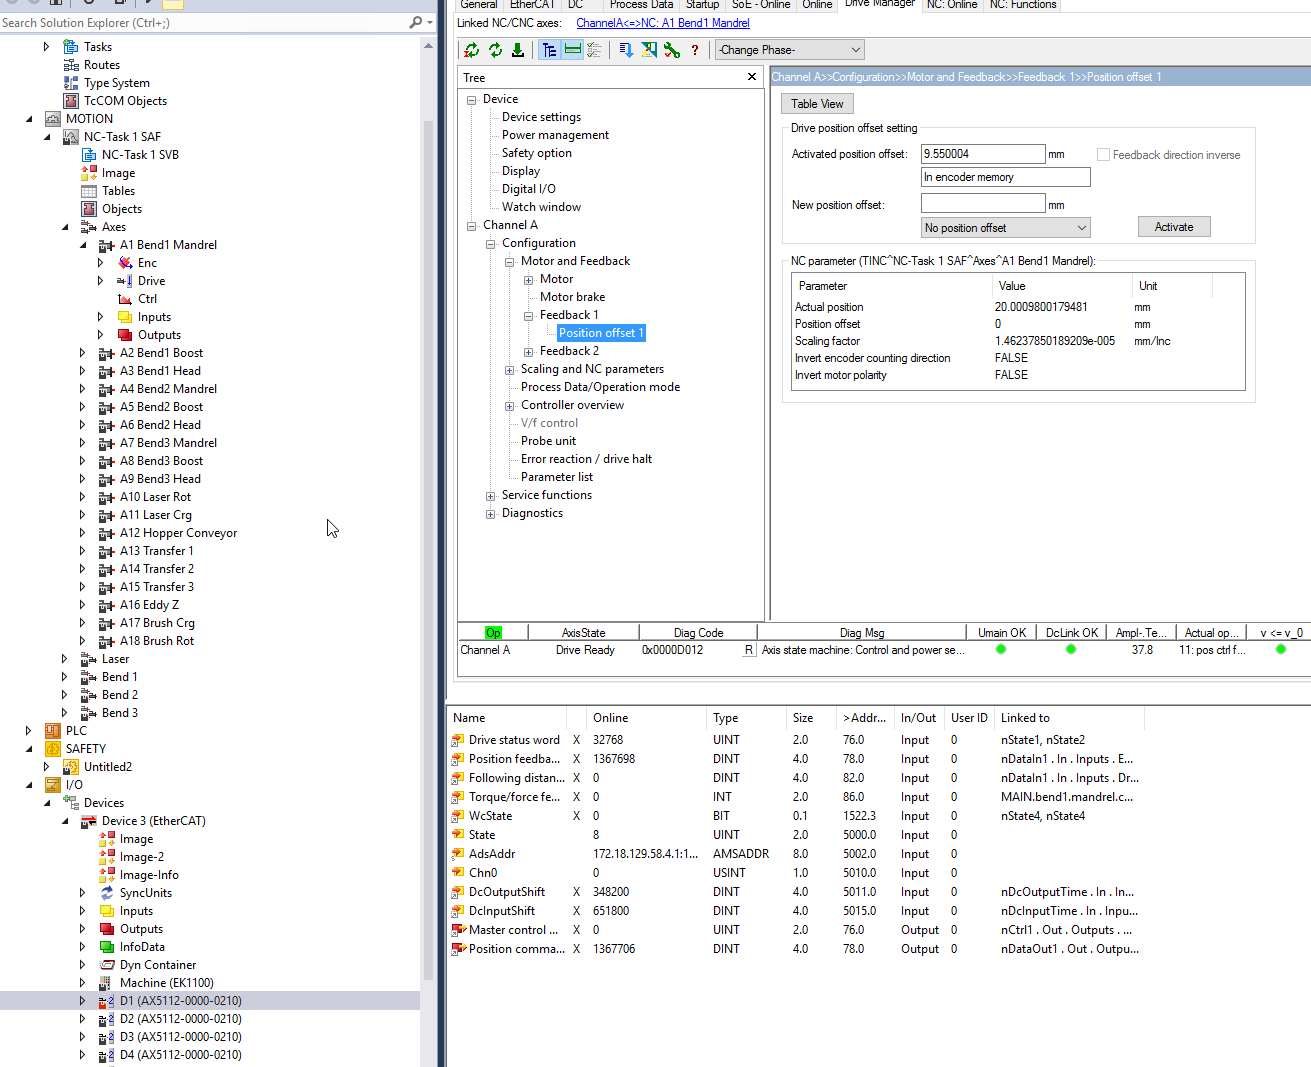 Search Solution Explorer (Ctrl+;)
Tasks
Routes
Type System
TcCOM Objects
MOTION
NC-Task 1 SAF
NC-Task 1 SVB
Image
Tables
Objects
Axes
A1 Bend1 Mandrel
Enc
Drive
Ctrl
Inputs
Outputs
A2 Bend1 Boost
A3 Bend1 Head
A4 Bend2 Mandrel
A5 Bend2 Boost
A6 Bend2 Head
A7 Bend3 Mandrel
A8 Bend3 Boost
A9 Bend3 Head
A10 Laser Rot
A11 Laser Crg
A12 Hopper Conveyor
A13 Transfer 1
A14 Transfer 2
A15 Transfer 3
A16 Eddy Z
A17 Brush Crg
A18 Brush Rot
Laser
Bend 1
Bend 2
Bend 3
PLC
SAFETY
Untitled2
I/O
Devices
Device 3 (EtherCAT)
Image
Image-2
Image-Info
SyncUnits
Inputs
Outputs
InfoData
Dyn Container
Machine (EK1100)
D1 (AX5112-0000-0210)
D2 (AX5112-0000-0210)
D3 (AX5112-0000-0210)
D4 (AX5112-0000-0210)
General EtherCAT DC Process Data Startup SoE - Online Online Drive Manager NC: Online NC: Functions
Linked NC/CNC axes: ChannelA<=>NC: A1 Bend1 Mandrel
-Change Phase-
Tree
Device
Device settings
Power management
Safety option
Display
Digital I/O
Watch window
Channel A
Configuration
Motor and Feedback
Motor
Motor brake
Feedback 1
Position offset 1
Feedback 2
Scaling and NC parameters
Process Data/Operation mode
Controller overview
V/f control
Probe unit
Error reaction / drive halt
Parameter list
Service functions
Diagnostics
Channel A>>Configuration>>Motor and Feedback>>Feedback 1>>Position offset 1
Table View
Drive position offset setting
Activated position offset: 9.550004 mm Feedback direction inverse
In encoder memory
New position offset: mm
No position offset Activate
NC parameter (TINC^NC-Task 1 SAF^Axes^A1 Bend1 Mandrel):
Parameter Value Unit
Actual position 20.0009800179481 mm
Position offset 0 mm
Scaling factor 1.46237850189209e-005 mm/Inc
Invert encoder counting direction FALSE
Invert motor polarity FALSE
Op AxisState Diag Code Diag Msg Umain OK DcLink OK Ampl-.Te... Actual op... v <= v_0
Channel A Drive Ready 0x0000D012 R Axis state machine: Control and power se... 37.8 11: pos ctrl f...
Name Online Type Size >Addr... In/Out User ID Linked to
Drive status word X 32768 UINT 2.0 76.0 Input 0 nState1, nState2
Position feedba... X 1367698 DINT 4.0 78.0 Input 0 nDataIn1 . In . Inputs . E...
Following distan... X 0 DINT 4.0 82.0 Input 0 nDataIn1 . In . Inputs . Dr...
Torque/force fe... X 0 INT 2.0 86.0 Input 0 MAIN.bend1.mandrel.c...
WcState X 0 BIT 0.1 1522.3 Input 0 nState4, nState4
State 8 UINT 2.0 5000.0 Input 0
AdsAddr 172.18.129.58.4.1:1... AMSADDR 8.0 5002.0 Input 0
Chn0 0 USINT 1.0 5010.0 Input 0
DcOutputShift X 348200 DINT 4.0 5011.0 Input 0 nDcOutputTime . In . In...
DcInputShift X 651800 DINT 4.0 5015.0 Input 0 nDcInputTime . In . Inpu...
Master control ... X 0 UINT 2.0 76.0 Output 0 nCtrl1 . Out . Outputs . ...
Position comma... X 1367706 DINT 4.0 78.0 Output 0 nDataOut1 . Out . Outpu...